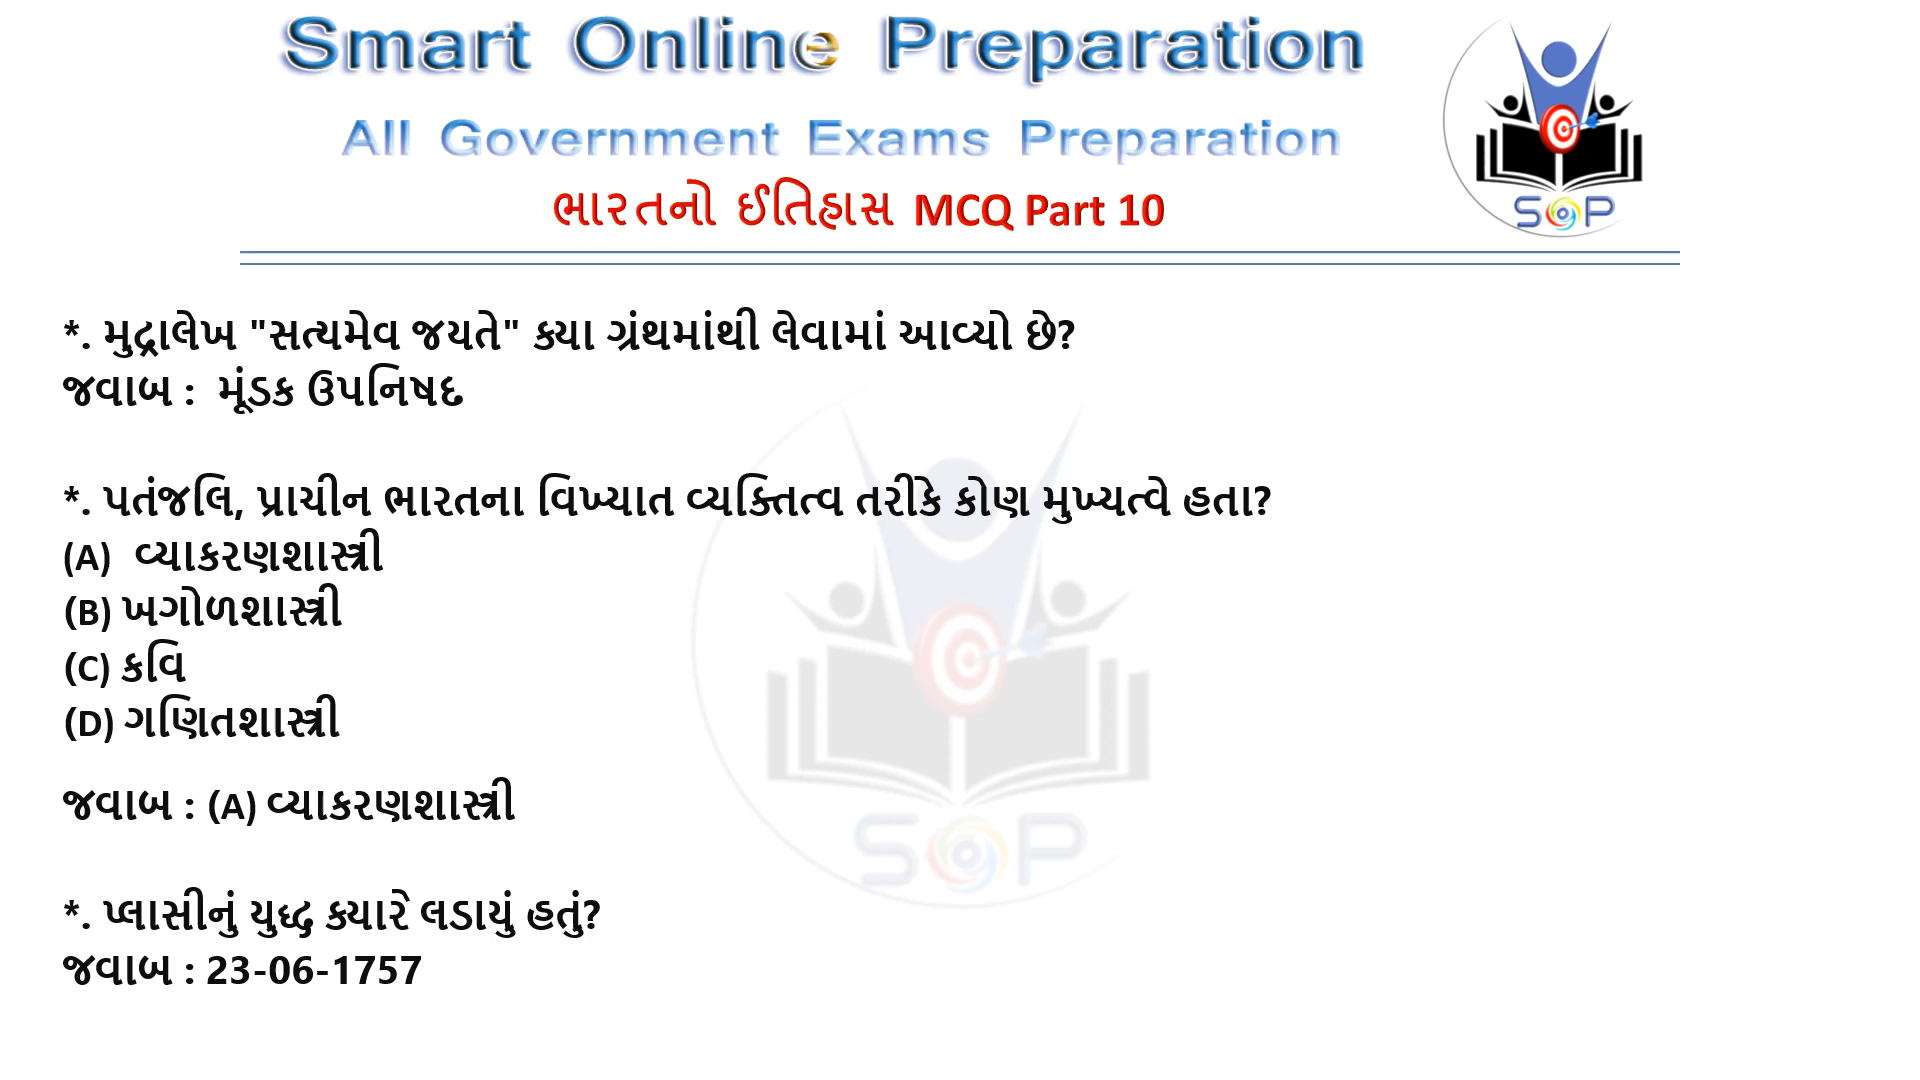 Smart Online Preparation
All Government Exams Preparation
ભારતનો ઈતિહાસ MCQ Part 10
SOP
*. મુદ્રાલેખ "સત્યમેવ જયતે" ક્યા ગ્રંથમાંથી લેવામાં આવ્યો છે?
જવાબ : મૂંડક ઉપનિષદ
*. પતંજલિ, પ્રાચીન ભારતના વિખ્યાત વ્યક્તિત્વ તરીકે કોણ મુખ્યત્વે હતા?
(A) વ્યાકરણશાસ્ત્રી
(B) ખગોળશાસ્ત્રી
(C) કવિ
(D) ગણિતશાસ્ત્રી
જવાબ : (A) વ્યાકરણશાસ્ત્રી
SOP
*. પ્લાસીનું યુદ્ધ ક્યારે લડાયું હતું?
જવાબ : 23-06-1757